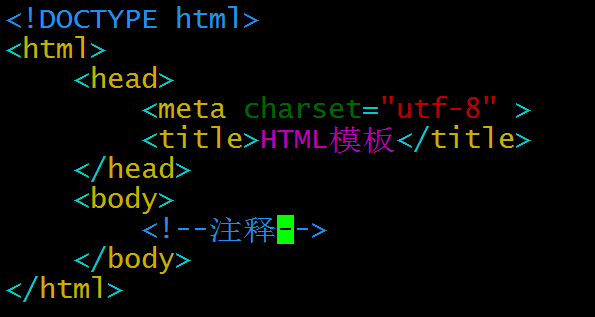 <!DOCTYPE html>
<html>
    <head>
        <meta charset="utf-8" >
        <title>HTML模板</title>
    </head>
    <body>
        <!--注释-->
    </body>
</html>